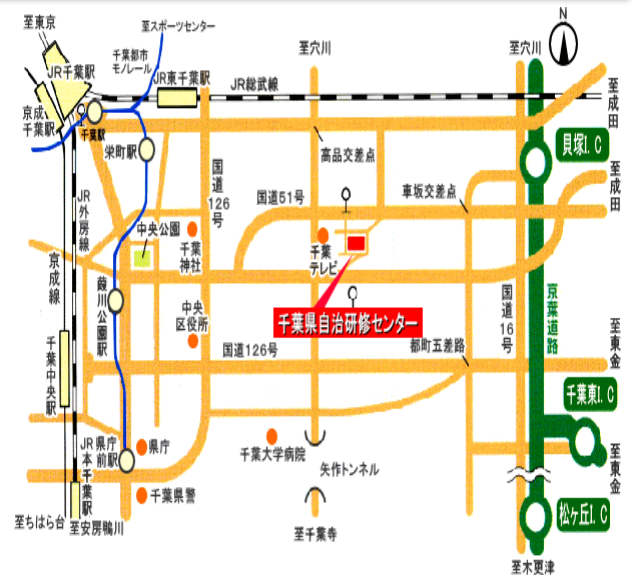 至東京
至スポーツセンター
N
JR千葉駅
千葉都市
モノレール
至穴川
至穴川
JR東千葉駅
JR総武線
至成田
京成
千葉駅
千葉駅
栄町駅
高品交差点
貝塚I.C
国道126号
国道51号
車坂交差点
至成田
JR外房線
中央公園
千葉
神社
千葉
テレビ
京成線
葭川公園駅
中央
区役所
千葉県自治研修センター
国道16号
京葉道路
国道126号
都町五差路
至東金
千葉中央駅
千葉東I.C
県庁
JR本千葉駅
県庁前駅
千葉大学病院
矢作トンネル
至東金
千葉県警
松ヶ丘I.C
至ちはら台
至安房鴨川
至千葉寺
至木更津